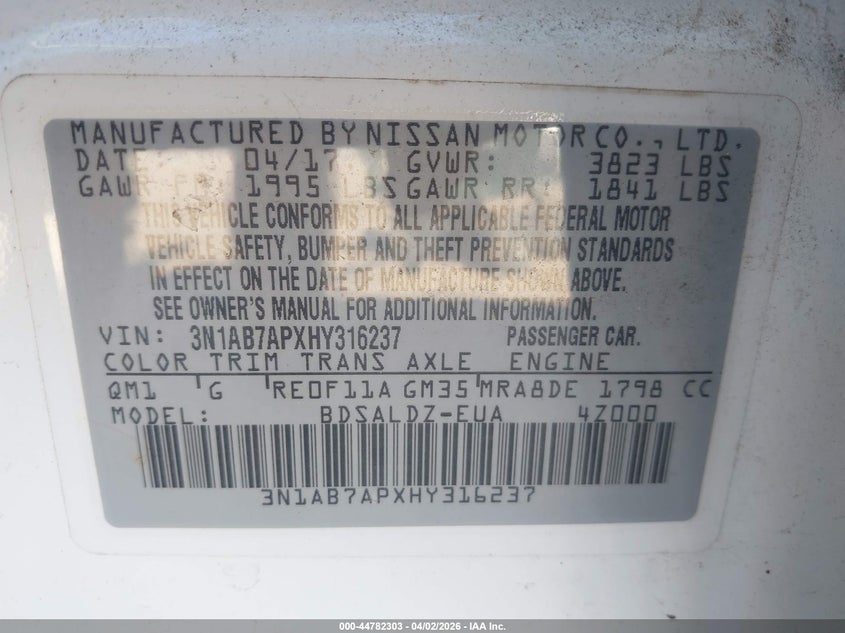 MANUFACTURED BY NISSAN MOTOR CO., LTD.
DATE 04/17 GVWR: 3823 LBS
GAWR FR: 1995 LBS GAWR RR: 1841 LBS
THIS VEHICLE CONFORMS TO ALL APPLICABLE FEDERAL MOTOR
VEHICLE SAFETY, BUMPER AND THEFT PREVENTION STANDARDS
IN EFFECT ON THE DATE OF MANUFACTURE SHOWN ABOVE.
SEE OWNER'S MANUAL FOR ADDITIONAL INFORMATION.
VIN: 3N1AB7APXHY316237 PASSENGER CAR.
COLOR TRIM TRANS AXLE ENGINE
QM1 G RE0F11A GM35 MRA8DE 1798 CC
MODEL: BDSALDZ-EUA 4Z000
3N1AB7APXHY316237
000-44782303 - 04/02/2026 - IAA Inc.